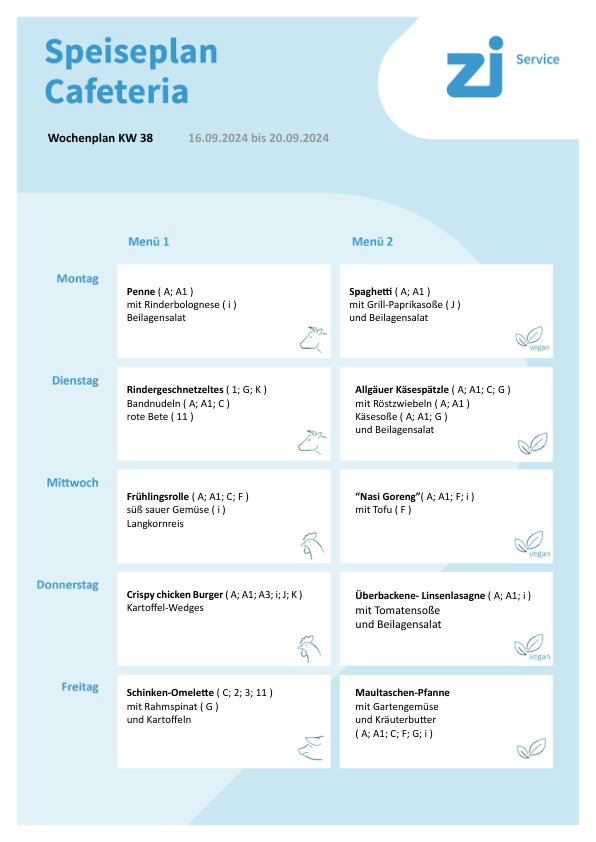 Speiseplan
Cafeteria
zi Service
Wochenplan KW 38 16.09.2024 bis 20.09.2024
Menü 1 Menü 2
Montag
Penne ( A; A1 )
mit Rinderbolognese ( i )
Beilagensalat
Spaghetti ( A; A1 )
mit Grill-Paprikasoße ( J )
und Beilagensalat
vegan
Dienstag
Rindergeschnetzeltes ( 1; G; K )
Bandnudeln ( A; A1; C )
rote Bete ( 11 )
Allgäuer Käsespätzle ( A; A1; C; G )
mit Röstzwiebeln ( A; A1 )
Käsesoße ( A; A1; G )
und Beilagensalat
Mittwoch
Frühlingsrolle ( A; A1; C; F )
süß sauer Gemüse ( i )
Langkornreis
“Nasi Goreng”( A; A1; F; i )
mit Tofu ( F )
vegan
Donnerstag
Crispy chicken Burger ( A; A1; A3; i; J; K )
Kartoffel-Wedges
Überbackene- Linsenlasagne ( A; A1; i )
mit Tomatensoße
und Beilagensalat
vegan
Freitag
Schinken-Omelette ( C; 2; 3; 11 )
mit Rahmspinat ( G )
und Kartoffeln
Maultaschen-Pfanne
mit Gartengemüse
und Kräuterbutter
( A; A1; C; F; G; i )